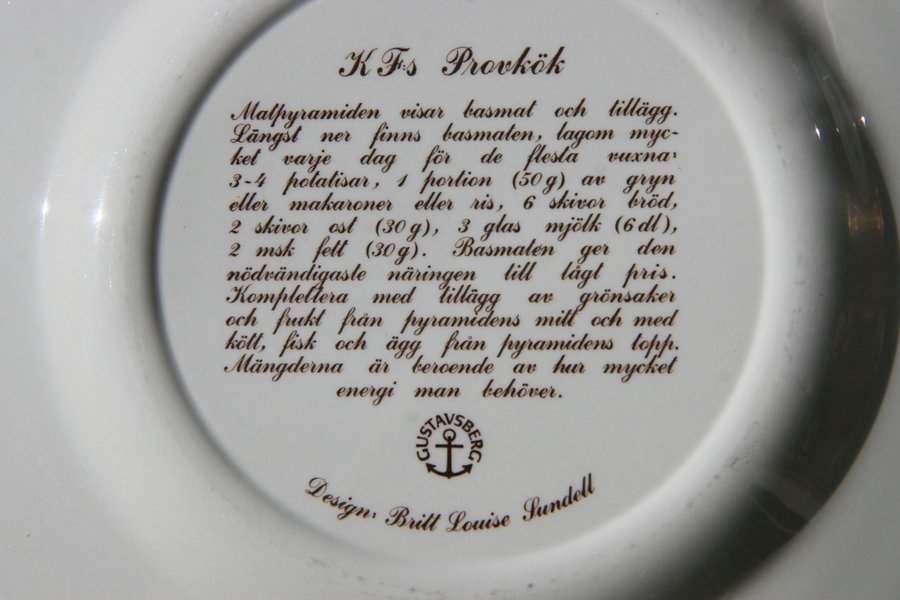 KFs Provkök
Matpyramiden visar basmat och tillägg.
Längst ner finns basmaten, lagom myc-
ket varje dag för de flesta vuxna:
3-4 potatisar, 1 portion (50 g) av gryn
eller makaroner eller ris, 6 skivor bröd,
2 skivor ost (30 g), 3 glas mjölk (6 dl),
2 msk fett (30 g). Basmaten ger den
nödvändigaste näringen till lågt pris.
Komplettera med tillägg av grönsaker
och frukt från pyramidens mitt och med
kött, fisk och ägg från pyramidens topp.
Mängderna är beroende av hur mycket
energi man behöver.
GUSTAVSBERG
Design: Britt Louise Sundell